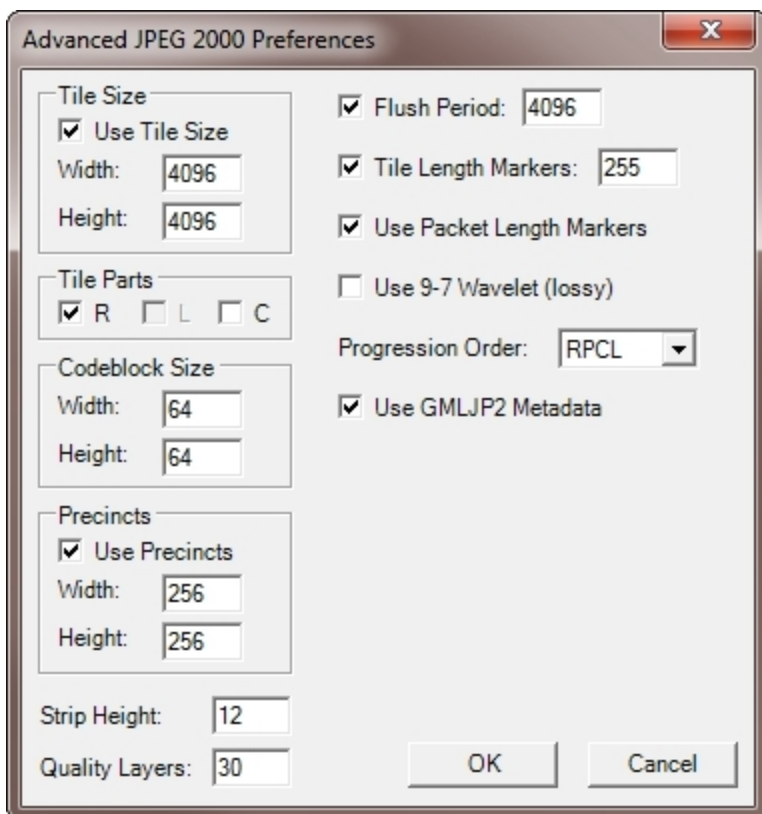 Advanced JPEG 2000 Preferences
Tile Size
Use Tile Size
Width: 4096
Height: 4096
Tile Parts
R L C
Codeblock Size
Width: 64
Height: 64
Precincts
Use Precincts
Width: 256
Height: 256
Strip Height: 12
Quality Layers: 30
Flush Period: 4096
Tile Length Markers: 255
Use Packet Length Markers
Use 9-7 Wavelet (lossy)
Progression Order: RPCL
Use GMLJP2 Metadata
OK Cancel